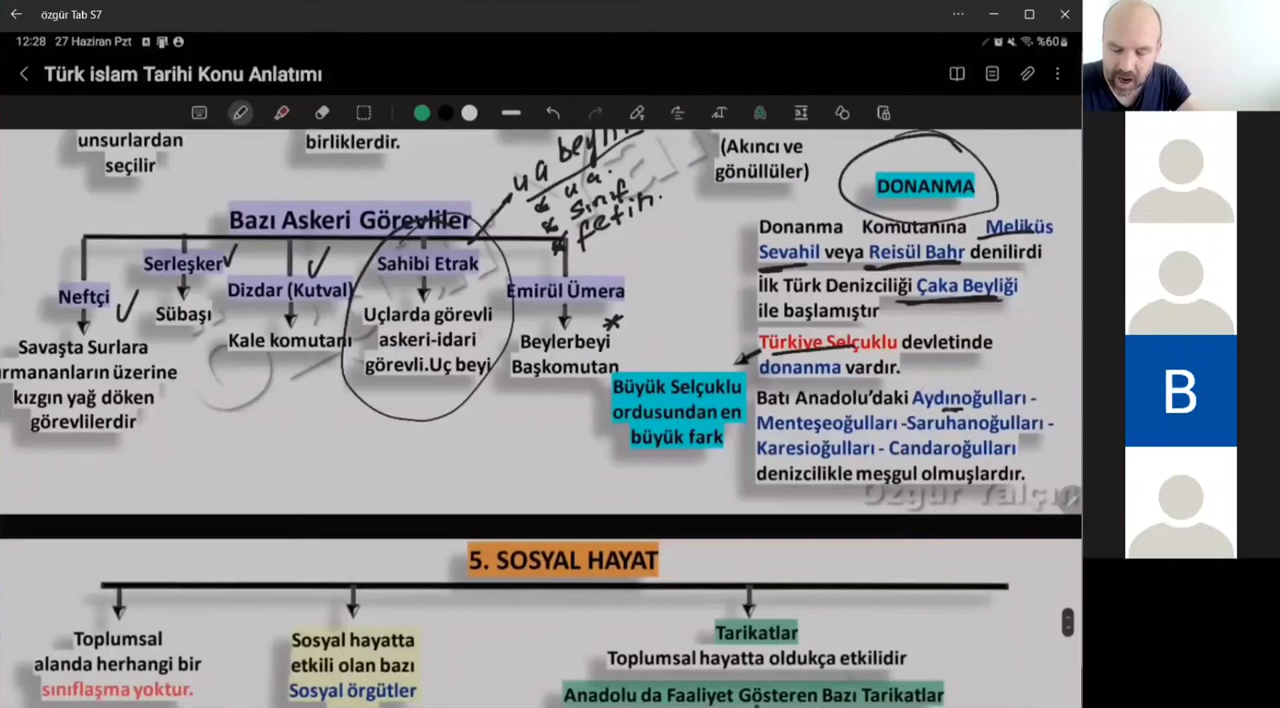 özgür Tab S7
12:28 27 Haziran Pzt
%60
Türk islam Tarihi Konu Anlatımı
unsurlardan
seçilir
birliklerdir.
u a beyliği
* u a.
* sınıf
* fetih.
(Akıncı ve
gönüllüler)
DONANMA
Bazı Askeri Görevliler
Neftçi
Savaşta Surlara
ırmananların üzerine
kızgın yağ döken
görevlilerdir
Serleşker
Sübaşı
Dizdar (Kutval)
Kale komutanı
Sahibi Etrak
Uçlarda görevli
askeri-idari
görevli.Uç beyi
Emirül Ümera
Beylerbeyi *
Başkomutan
Donanma Komutanına Meliküs
Sevahil veya Reisül Bahr denilirdi
İlk Türk Denizciliği Çaka Beyliği
ile başlamıştır
Türkiye Selçuklu devletinde
donanma vardır.
Büyük Selçuklu
ordusundan en
büyük fark
Batı Anadolu'daki Aydınoğulları -
Menteşeoğulları -Saruhanoğulları -
Karesioğulları - Candaroğulları
denizcilikle meşgul olmuşlardır.
Özgür Yalçın
5. SOSYAL HAYAT
Toplumsal
alanda herhangi bir
sınıflaşma yoktur.
Sosyal hayatta
etkili olan bazı
Sosyal örgütler
Tarikatlar
Toplumsal hayatta oldukça etkilidir
Anadolu da Faaliyet Gösteren Bazı Tarikatlar
B